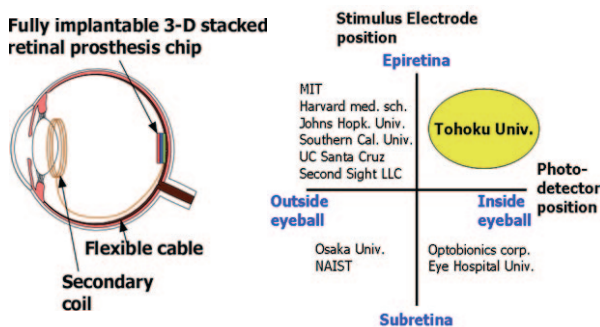 Fully implantable 3-D stacked
retinal prosthesis chip
Flexible cable
Secondary
coil
Stimulus Electrode
position
Epiretina
MIT
Harvard med. sch.
Johns Hopk. Univ.
Southern Cal. Univ.
UC Santa Cruz
Second Sight LLC
Tohoku Univ.
Photo-
detector
position
Outside
eyeball
Inside
eyeball
Osaka Univ.
NAIST
Optobionics corp.
Eye Hospital Univ.
Subretina